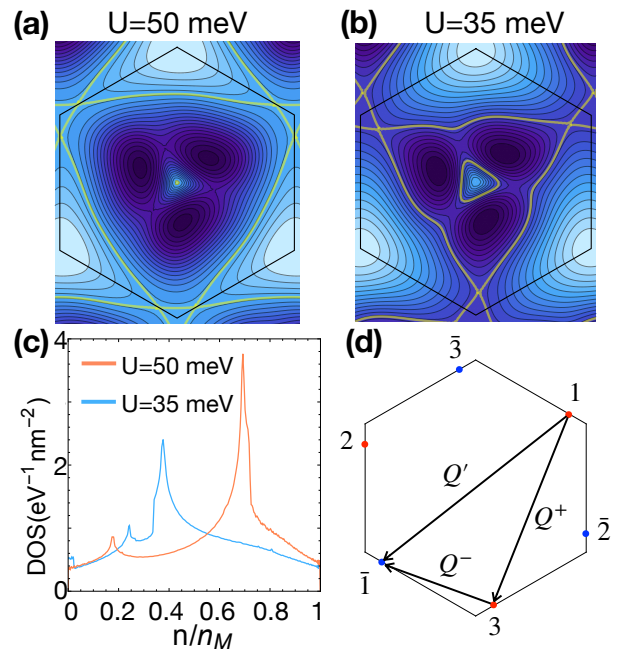 (a) U=50 meV
(b) U=35 meV
(c)
4
2
0
DOS(eV⁻¹nm⁻²)
U=50 meV
U=35 meV
0 0.2 0.4 0.6 0.8 1
n/n_M
(d)
3̄
1
2
Q′
Q⁺
2̄
Q⁻
1̄
3